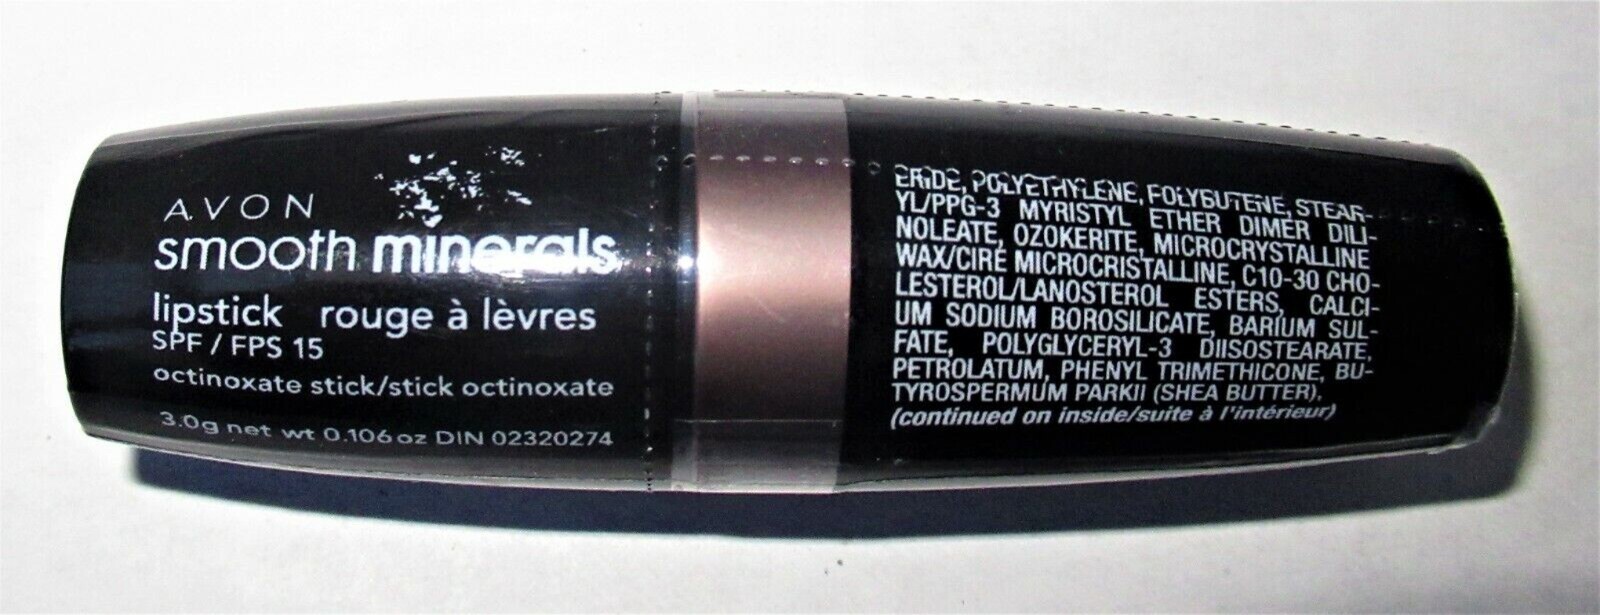 AVON
smooth minerals
lipstick rouge à lèvres
SPF / FPS 15
octinoxate stick/stick octinoxate
3.0g net wt 0.106oz DIN 02320274
ERIDE, POLYETHYLENE, POLYBUTENE, STEAR-
YL/PPG-3 MYRISTYL ETHER DIMER DILI-
NOLEATE, OZOKERITE, MICROCRYSTALLINE
WAX/CIRE MICROCRISTALLINE, C10-30 CHO-
LESTEROL/LANOSTEROL ESTERS, CALCI-
UM SODIUM BOROSILICATE, BARIUM SUL-
FATE, POLYGLYCERYL-3 DIISOSTEARATE,
PETROLATUM, PHENYL TRIMETHICONE, BU-
TYROSPERMUM PARKII (SHEA BUTTER),
(continued on inside/suite à l'intérieur)